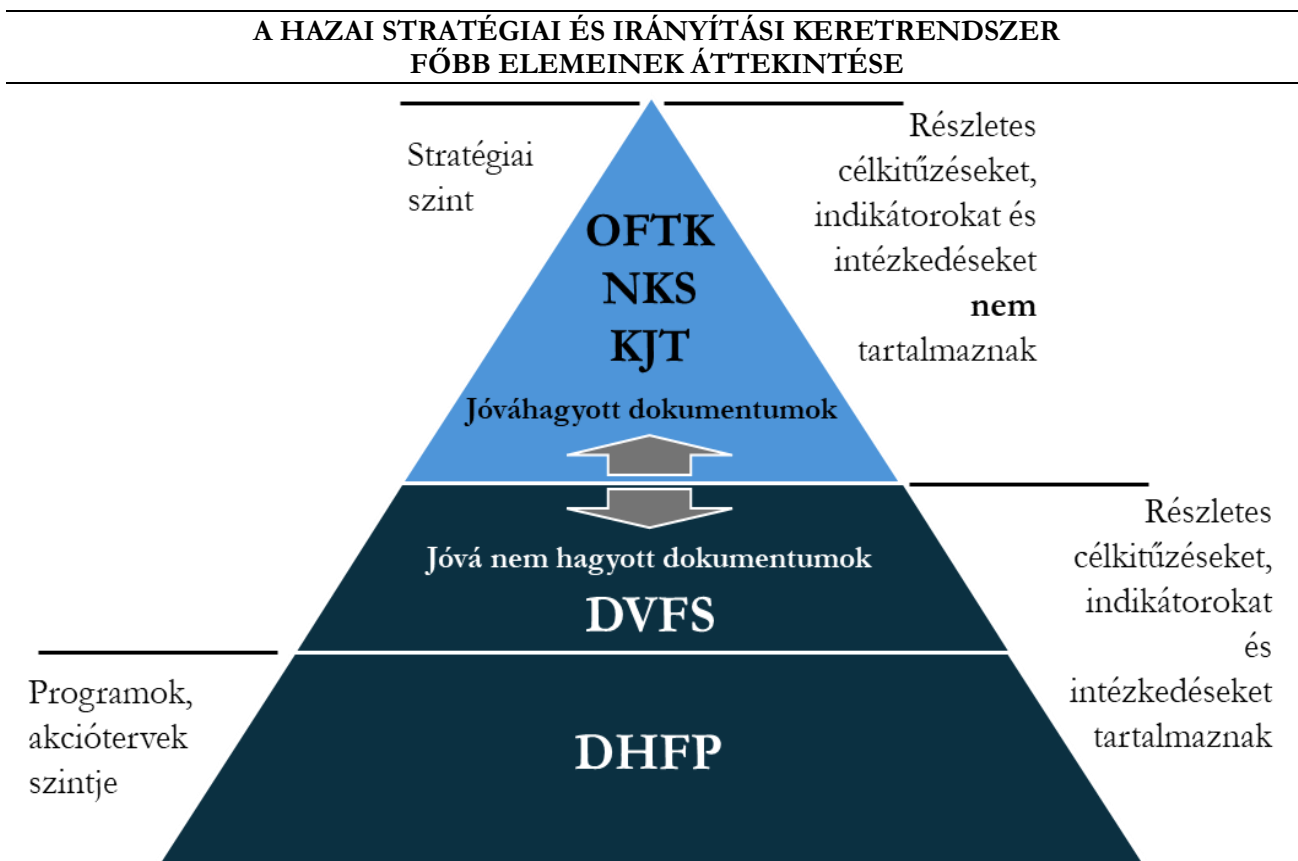 A HAZAI STRATÉGIAI ÉS IRÁNYÍTÁSI KERETRENDSZER
FŐBB ELEMEINEK ÁTTEKINTÉSE
Stratégiai
szint
Részletes
célkitűzéseket,
indikátorokat és
intézkedéseket
nem
tartalmaznak
OFTK
NKS
KJT
Jóváhagyott dokumentumok
Jóvá nem hagyott dokumentumok
DVFS
Részletes
célkitűzéseket,
indikátorokat
és
intézkedéseket
tartalmaznak
Programok,
akciótervek
szintje
DHFP